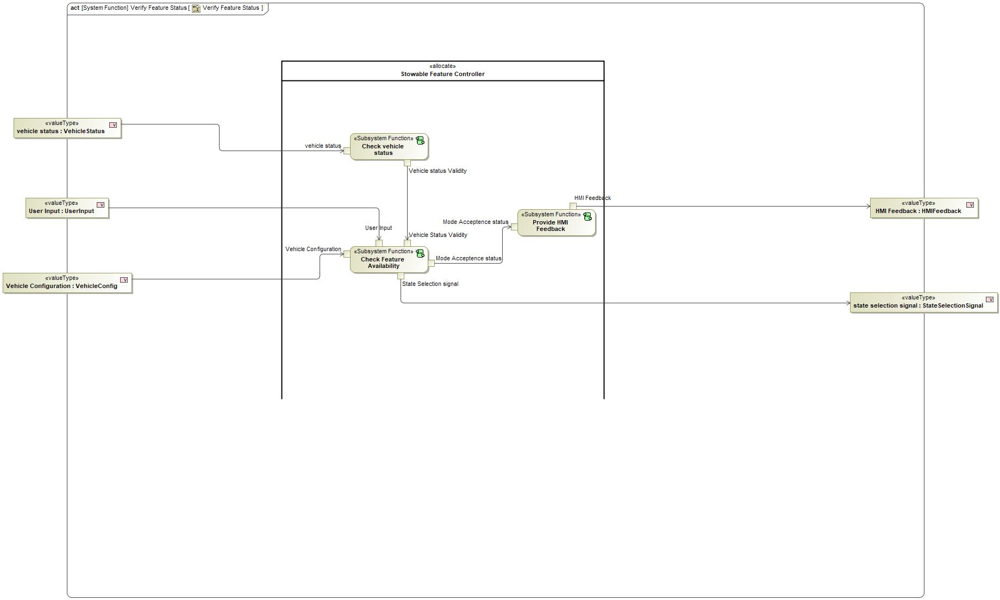 act [System Function] Verify Feature Status [ Verify Feature Status ]
«allocate»
Stowable Feature Controller
«valueType»
vehicle status : VehicleStatus
vehicle status
«Subsystem Function»
Check vehicle
status
Vehicle status Validity
«valueType»
User Input : UserInput
User Input
Vehicle Status Validity
Vehicle Configuration
«Subsystem Function»
Check Feature
Availability
Mode Acceptence status
Mode Acceptence status
HMI Feedback
«Subsystem Function»
Provide HMI
Feedback
«valueType»
HMI Feedback : HMIFeedback
«valueType»
Vehicle Configuration : VehicleConfig
State Selection signal
«valueType»
state selection signal : StateSelectionSignal